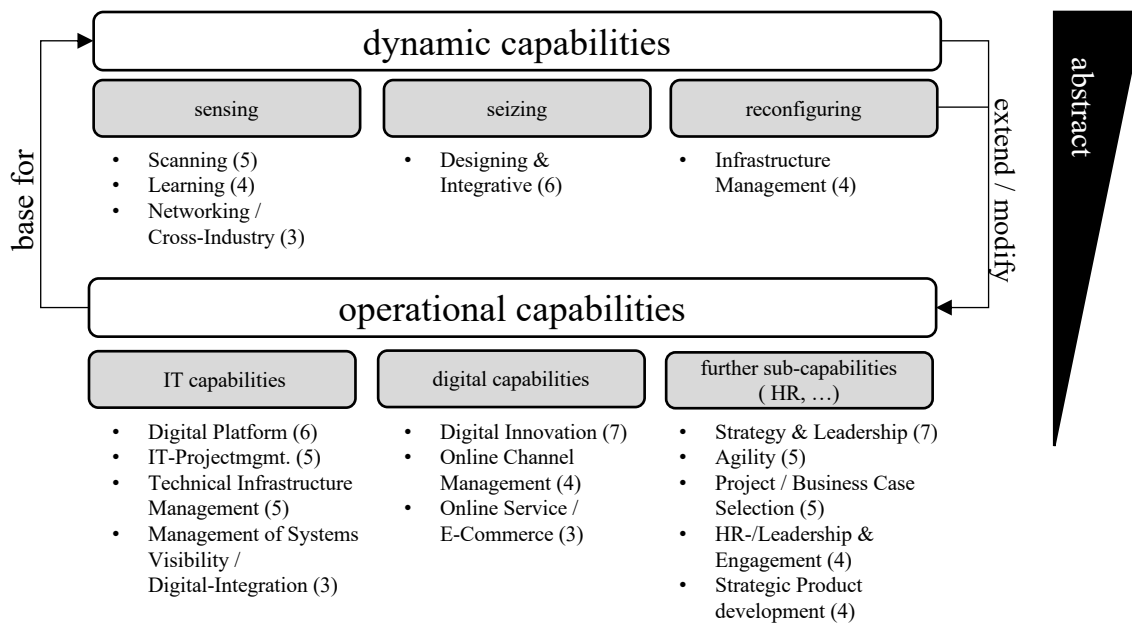 dynamic capabilities
sensing
seizing
reconfiguring
• Scanning (5)
• Learning (4)
• Networking /
Cross-Industry (3)
• Designing &
Integrative (6)
• Infrastructure
Management (4)
base for
extend / modify
abstract
operational capabilities
IT capabilities
digital capabilities
further sub-capabilities
( HR, …)
• Digital Platform (6)
• IT-Projectmgmt. (5)
• Technical Infrastructure
Management (5)
• Management of Systems
Visibility /
Digital-Integration (3)
• Digital Innovation (7)
• Online Channel
Management (4)
• Online Service /
E-Commerce (3)
• Strategy & Leadership (7)
• Agility (5)
• Project / Business Case
Selection (5)
• HR-/Leadership &
Engagement (4)
• Strategic Product
development (4)